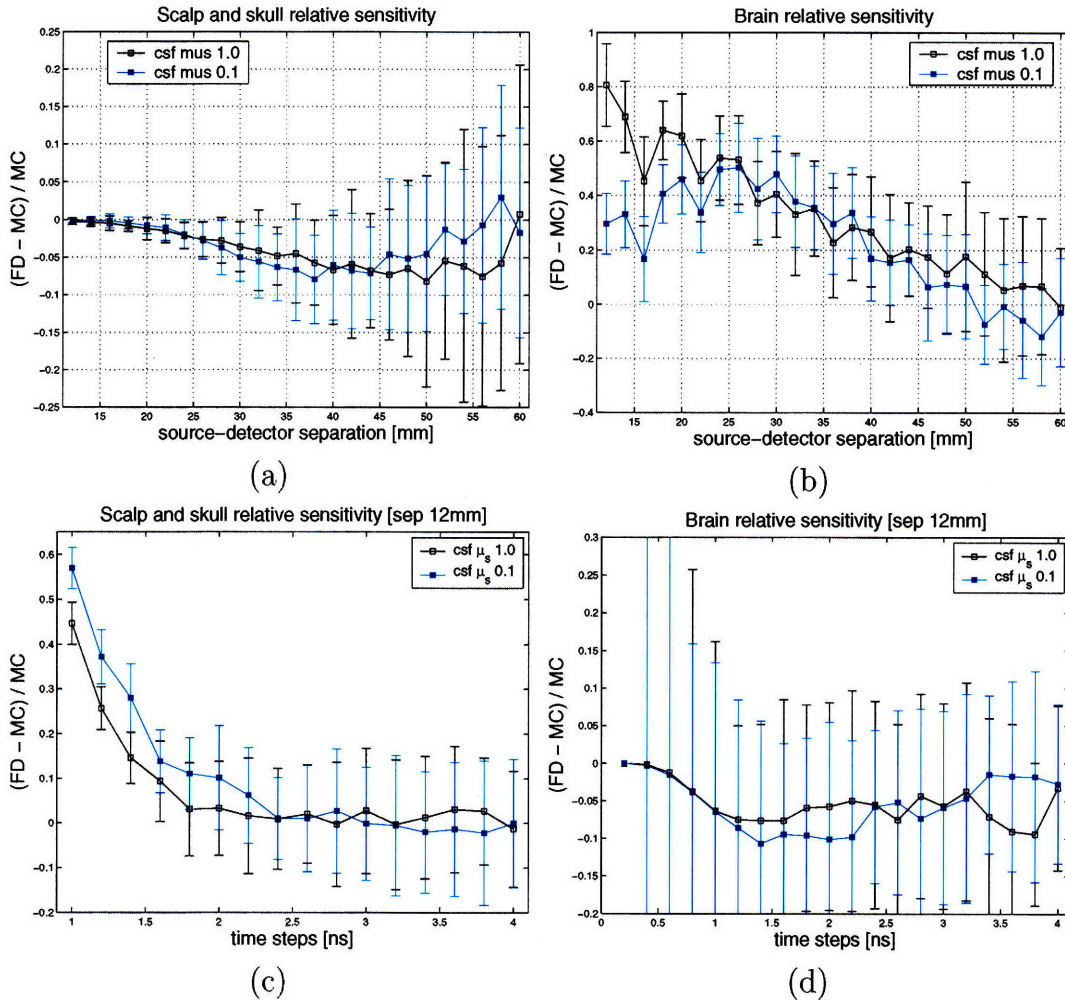 Scalp and skull relative sensitivity
0.25
0.2
0.15
0.1
0.05
0
-0.05
-0.1
-0.15
-0.2
-0.25
(FD - MC) / MC
csf mus 1.0
csf mus 0.1
15 20 25 30 35 40 45 50 55 60
source-detector separation [mm]
(a)
Brain relative sensitivity
1
0.8
0.6
0.4
0.2
0
-0.2
-0.4
(FD - MC) / MC
csf mus 1.0
csf mus 0.1
15 20 25 30 35 40 45 50 55 60
source-detector separation [mm]
(b)
Scalp and skull relative sensitivity [sep 12mm]
0.6
0.5
0.4
0.3
0.2
0.1
0
-0.1
-0.2
(FD - MC) / MC
csf μs 1.0
csf μs 0.1
1 1.5 2 2.5 3 3.5 4
time steps [ns]
(c)
Brain relative sensitivity [sep 12mm]
0.3
0.25
0.2
0.15
0.1
0.05
0
-0.05
-0.1
-0.15
-0.2
(FD - MC) / MC
csf μs 1.0
csf μs 0.1
0 0.5 1 1.5 2 2.5 3 3.5 4
time steps [ns]
(d)